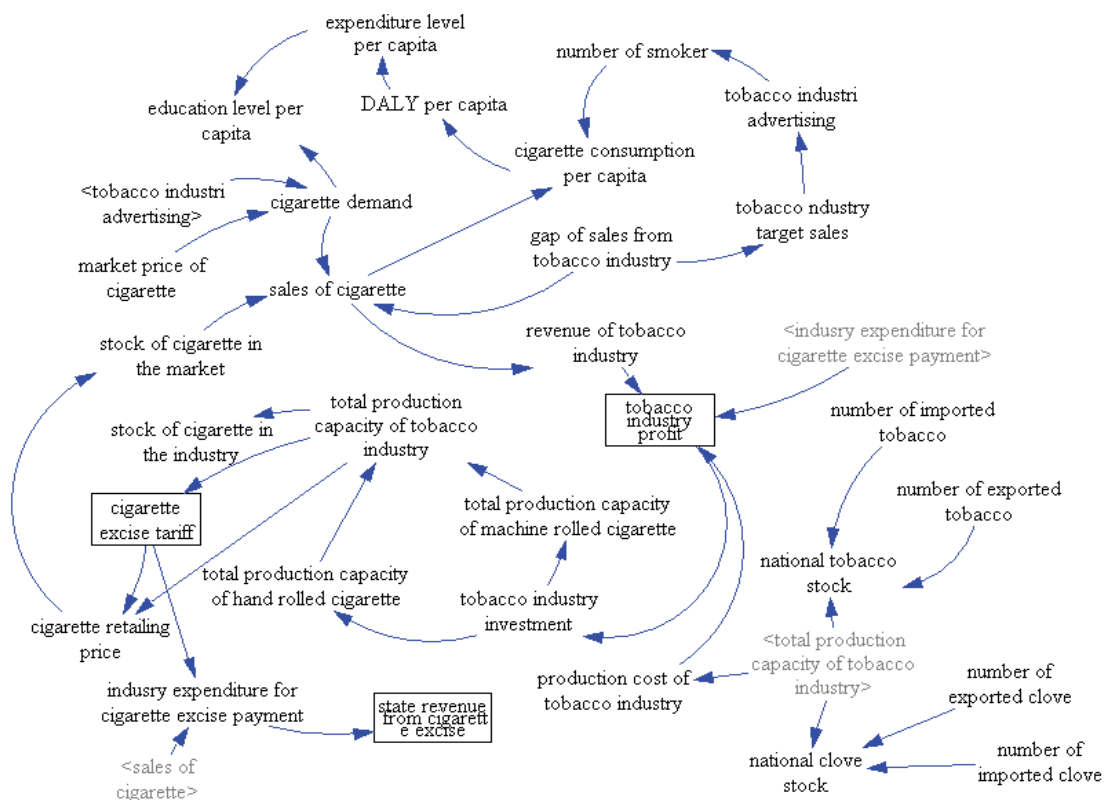 expenditure level
per capita
number of smoker
DALY per capita
tobacco industri
advertising
education level per
capita
cigarette consumption
per capita
<tobacco industri
advertising>
cigarette demand
tobacco ndustry
target sales
gap of sales from
tobacco industry
market price of
cigarette
sales of cigarette
stock of cigarette in
the market
revenue of tobacco
industry
<indusry expenditure for
cigarette excise payment>
total production
capacity of tobacco
industry
tobacco
industry
profit
number of imported
tobacco
stock of cigarette in
the industry
cigarette
excise tariff
total production capacity
of machine rolled cigarette
number of exported
tobacco
national tobacco
stock
total production capacity
of hand rolled cigarette
tobacco industry
investment
cigarette retailing
price
<total production
capacity of tobacco
industry>
production cost of
tobacco industry
indusry expenditure for
cigarette excise payment
state revenue
from cigarett
e excise
number of
exported clove
<sales of
cigarette>
national clove
stock
number of
imported clove